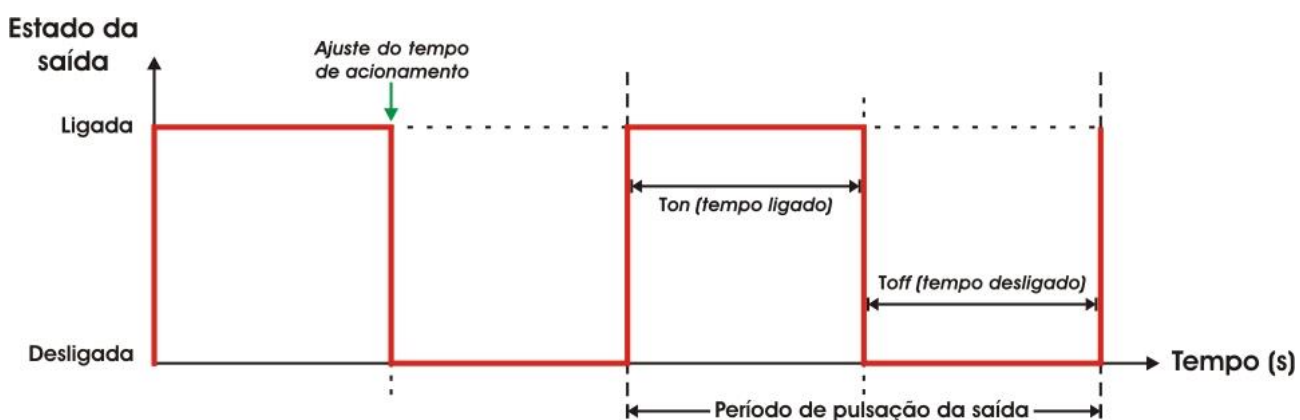 Estado da
saída
Ajuste do tempo
de acionamento
Ligada
Ton (tempo ligado)
Toff (tempo desligado)
Desligada
Tempo (s)
Período de pulsação da saída